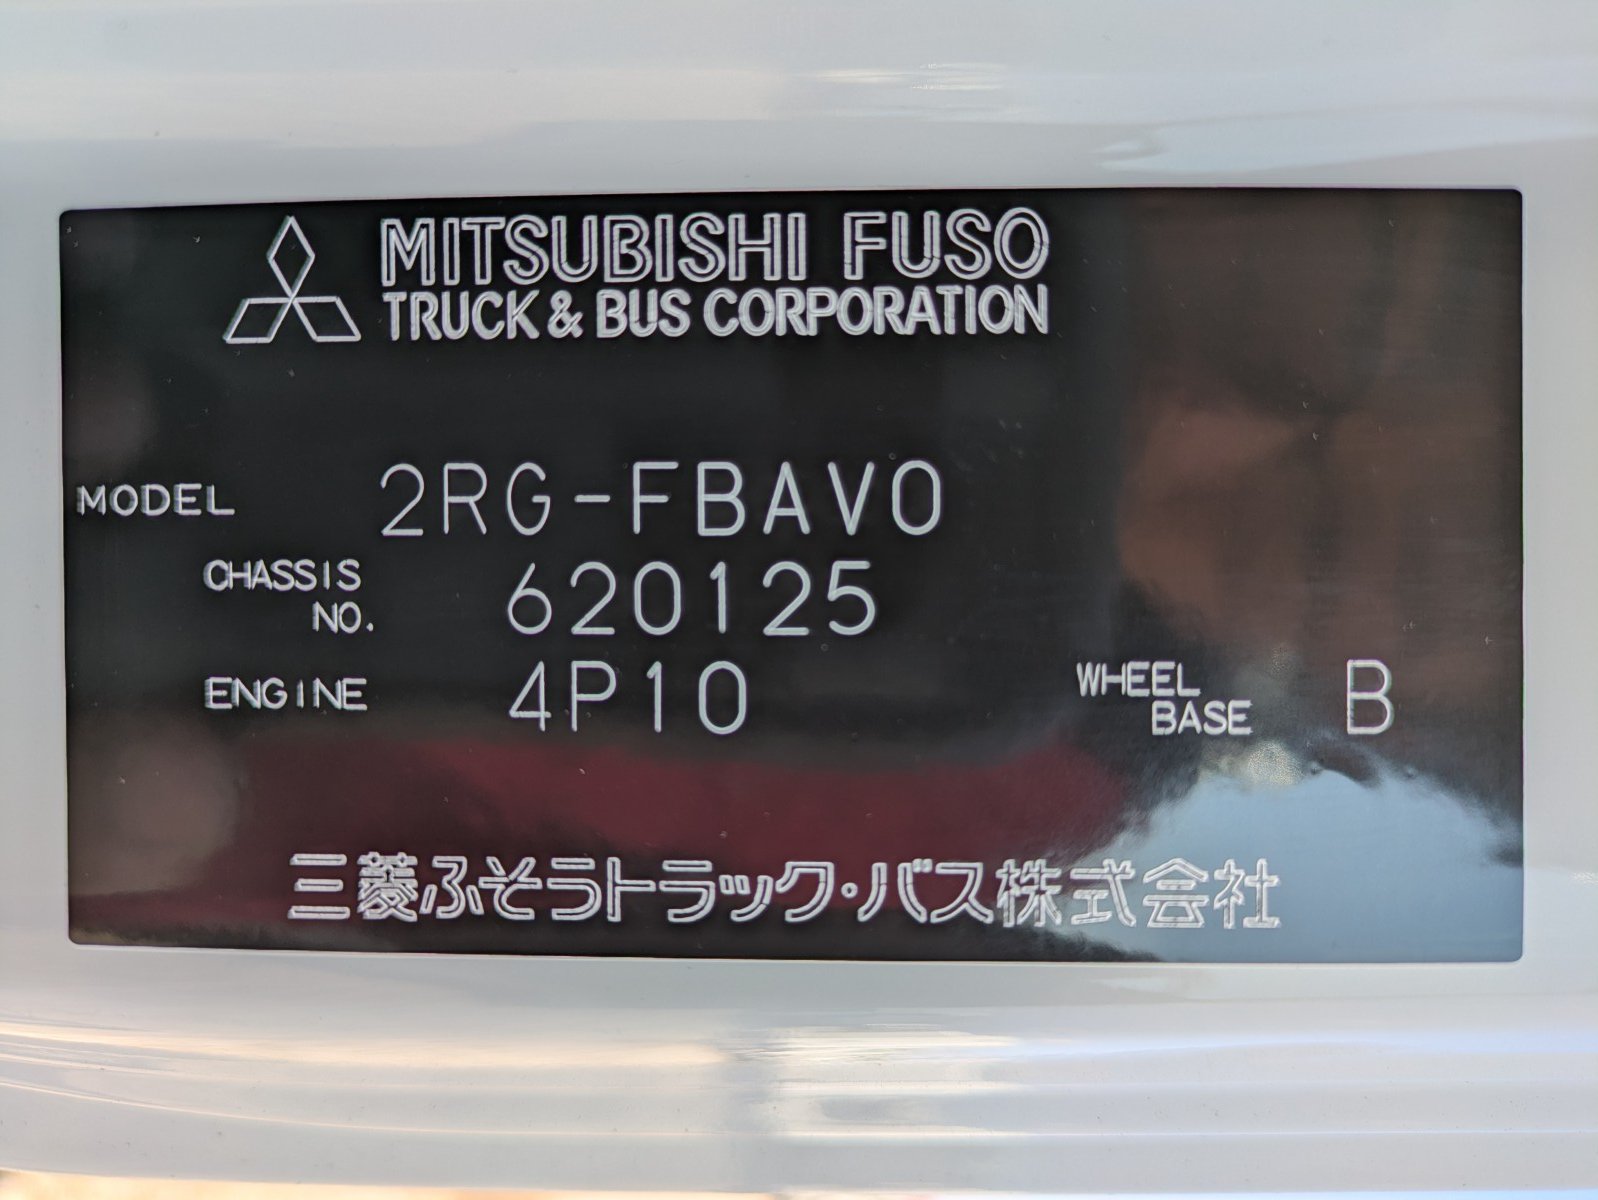 MITSUBISHI FUSO
TRUCK & BUS CORPORATION
MODEL 2RG-FBAV0
CHASSIS NO. 620125
ENGINE 4P10
WHEEL BASE B
三菱ふそうトラック・バス株式会社